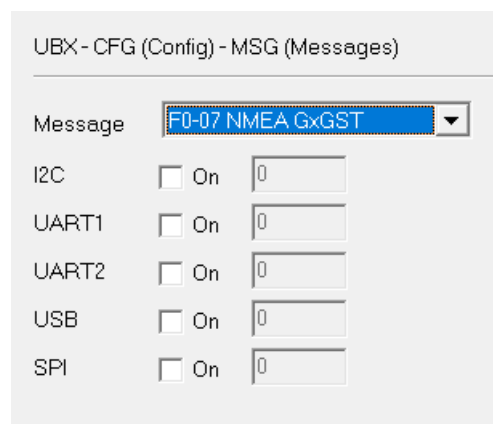 UBX - CFG (Config) - MSG (Messages)
Message F0-07 NMEA GxGST
I2C On 0
UART1 On 0
UART2 On 0
USB On 0
SPI On 0